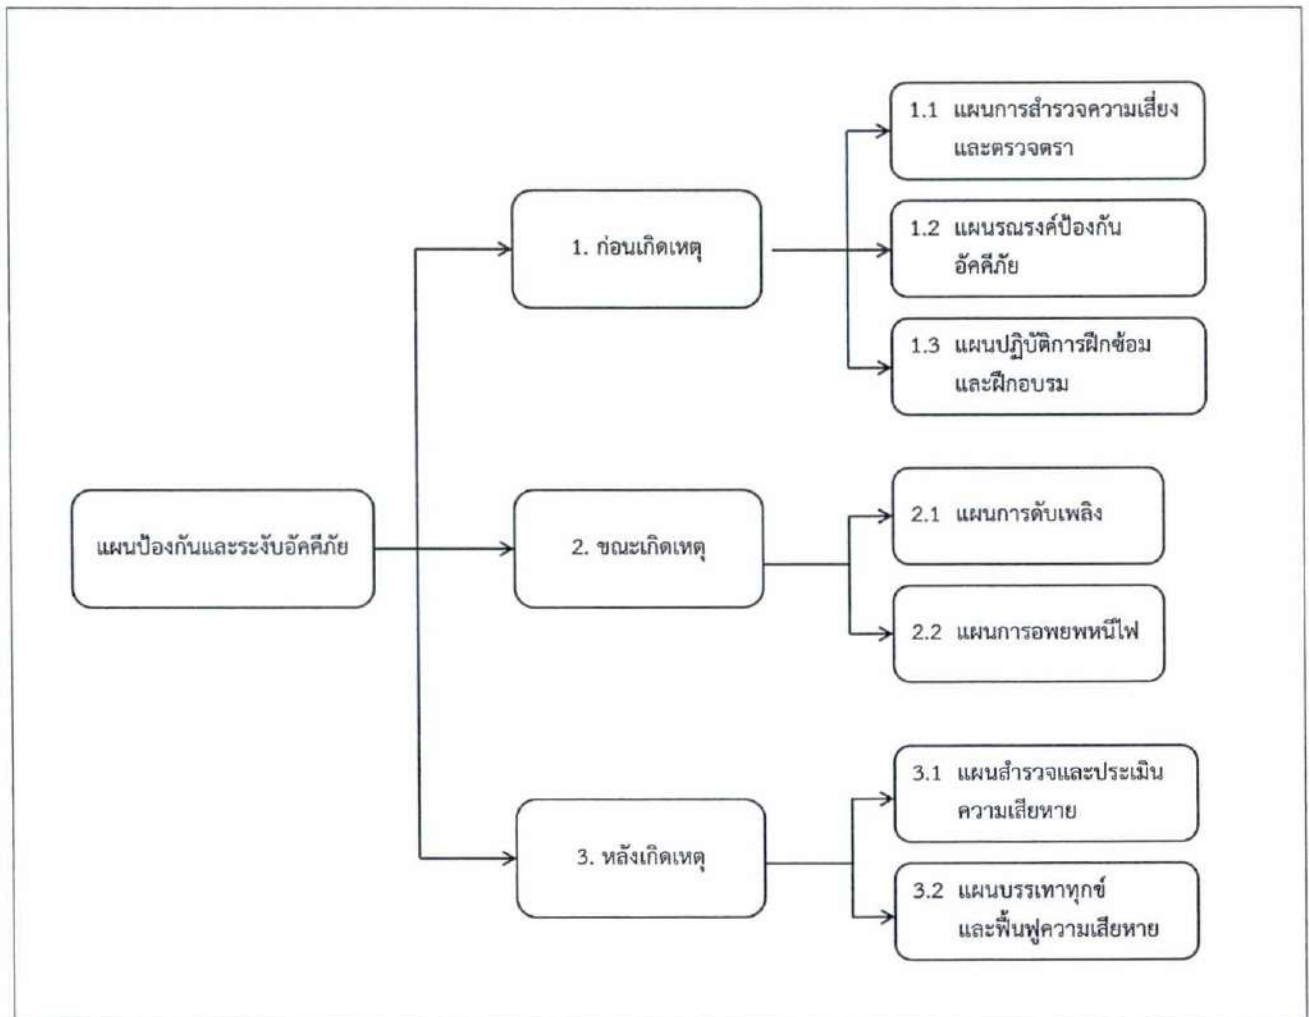 แผนป้องกันและระงับอัคคีภัย
1. ก่อนเกิดเหตุ
1.1 แผนการสำรวจความเสี่ยง
และตรวจตรา
1.2 แผนรณรงค์ป้องกัน
อัคคีภัย
1.3 แผนปฏิบัติการฝึกซ้อม
และฝึกอบรม
2. ขณะเกิดเหตุ
2.1 แผนการดับเพลิง
2.2 แผนการอพยพหนีไฟ
3. หลังเกิดเหตุ
3.1 แผนสำรวจและประเมิน
ความเสียหาย
3.2 แผนบรรเทาทุกข์
และฟื้นฟูความเสียหาย